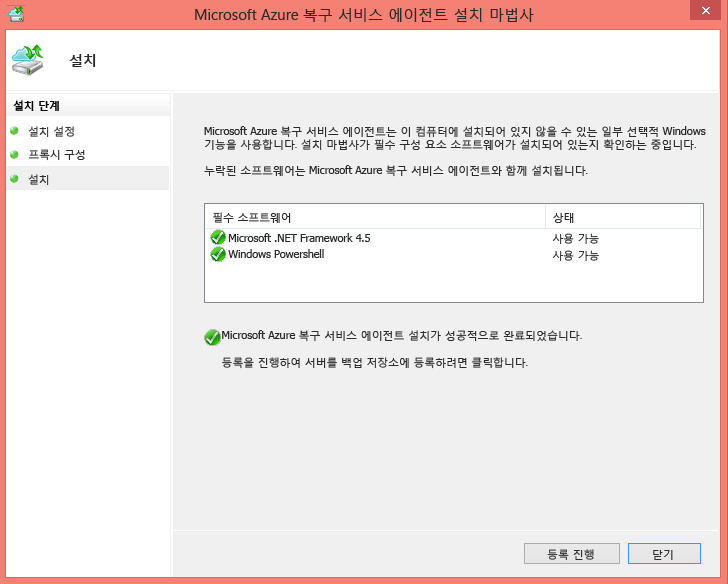 Microsoft Azure 복구 서비스 에이전트 설치 마법사
설치
설치 단계
설치 설정
프록시 구성
설치
Microsoft Azure 복구 서비스 에이전트는 이 컴퓨터에 설치되어 있지 않을 수 있는 일부 선택적 Windows
기능을 사용합니다. 설치 마법사가 필수 구성 요소 소프트웨어가 설치되어 있는지 확인하는 중입니다.
누락된 소프트웨어는 Microsoft Azure 복구 서비스 에이전트와 함께 설치됩니다.
필수 소프트웨어 상태
Microsoft .NET Framework 4.5 사용 가능
Windows Powershell 사용 가능
Microsoft Azure 복구 서비스 에이전트 설치가 성공적으로 완료되었습니다.
등록을 진행하여 서버를 백업 저장소에 등록하려면 클릭합니다.
등록 진행 닫기